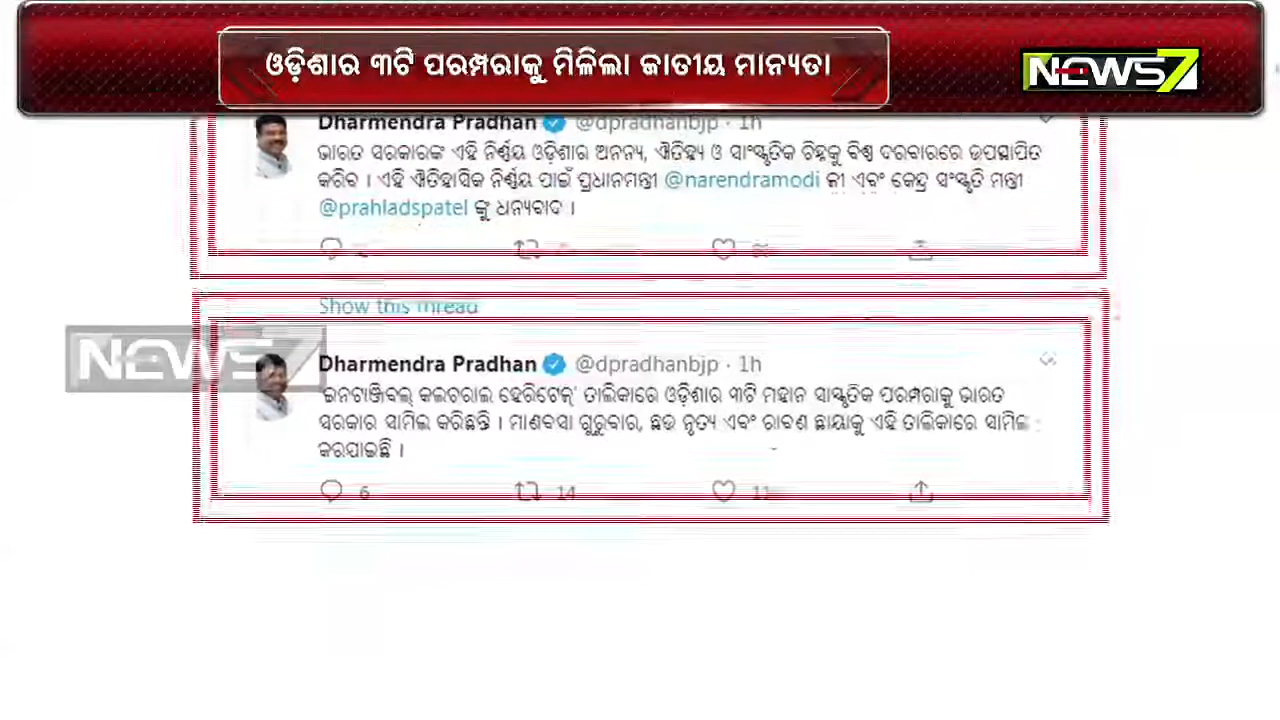 ଓଡ଼ିଶାର ୩ଟି ପରମ୍ପରାକୁ ମିଳିଲା ଜାତୀୟ ମାନ୍ୟତା
NEWS7
Dharmendra Pradhan @dpradhanbjp · 1h
ଭାରତ ସରକାରଙ୍କ ଏହି ନିର୍ଣ୍ଣୟ ଓଡ଼ିଶାର ଅନନ୍ୟ, ଐତିହ୍ୟ ଓ ସାଂସ୍କୃତିକ ଚିହ୍ନକୁ ବିଶ୍ଵ ଦରବାରରେ ଉପସ୍ଥାପିତ
କରିବ । ଏହି ଐତିହାସିକ ନିର୍ଣ୍ଣୟ ପାଇଁ ପ୍ରଧାନମନ୍ତ୍ରୀ @narendramodi ଜୀ ଏବଂ କେନ୍ଦ୍ର ସଂସ୍କୃତି ମନ୍ତ୍ରୀ
@prahladspatel ଙ୍କୁ ଧନ୍ୟବାଦ ।
Show this thread
NEWS7
Dharmendra Pradhan @dpradhanbjp · 1h
'ଇନଟାଞ୍ଜିବଲ୍ କଲଚରାଲ ହେରିଟେଜ୍' ତାଲିକାରେ ଓଡ଼ିଶାର ୩ଟି ମହାନ ସାସ୍କୃତିକ ପରମ୍ପରାକୁ ଭାରତ
ସରକାର ସାମିଲ କରିଛନ୍ତି । ମାଣବସା ଗୁରୁବାର, ଛଉ ନୃତ୍ୟ ଏବଂ ରାବଣ ଛାୟାକୁ ଏହି ତାଲିକାରେ ସାମିଲ
କରାଯାଇଛି ।
6 14